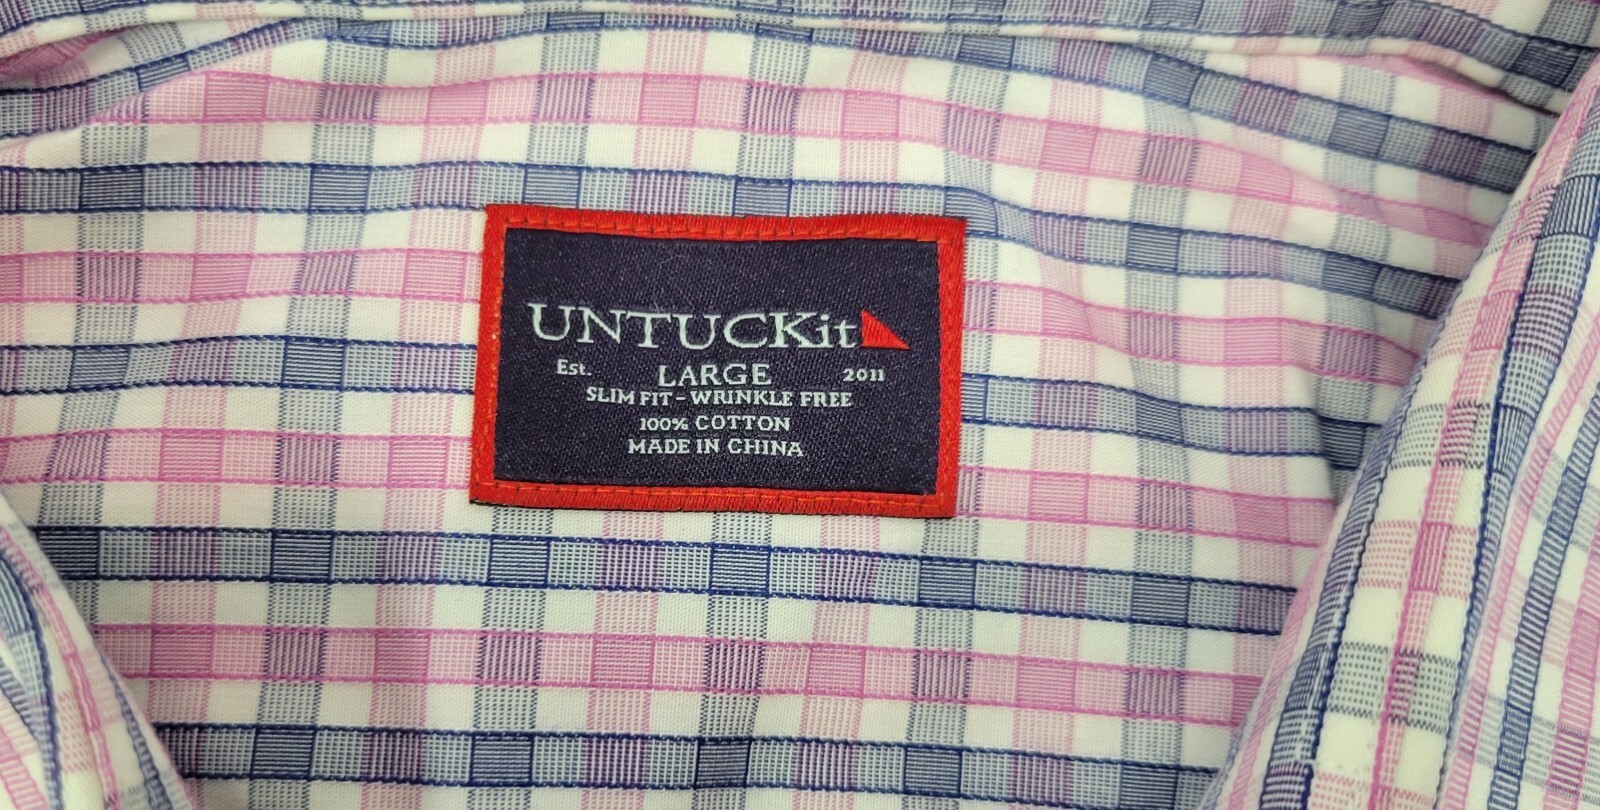 UNTUCKit
Est. LARGE 2011
SLIM FIT - WRINKLE FREE
100% COTTON
MADE IN CHINA